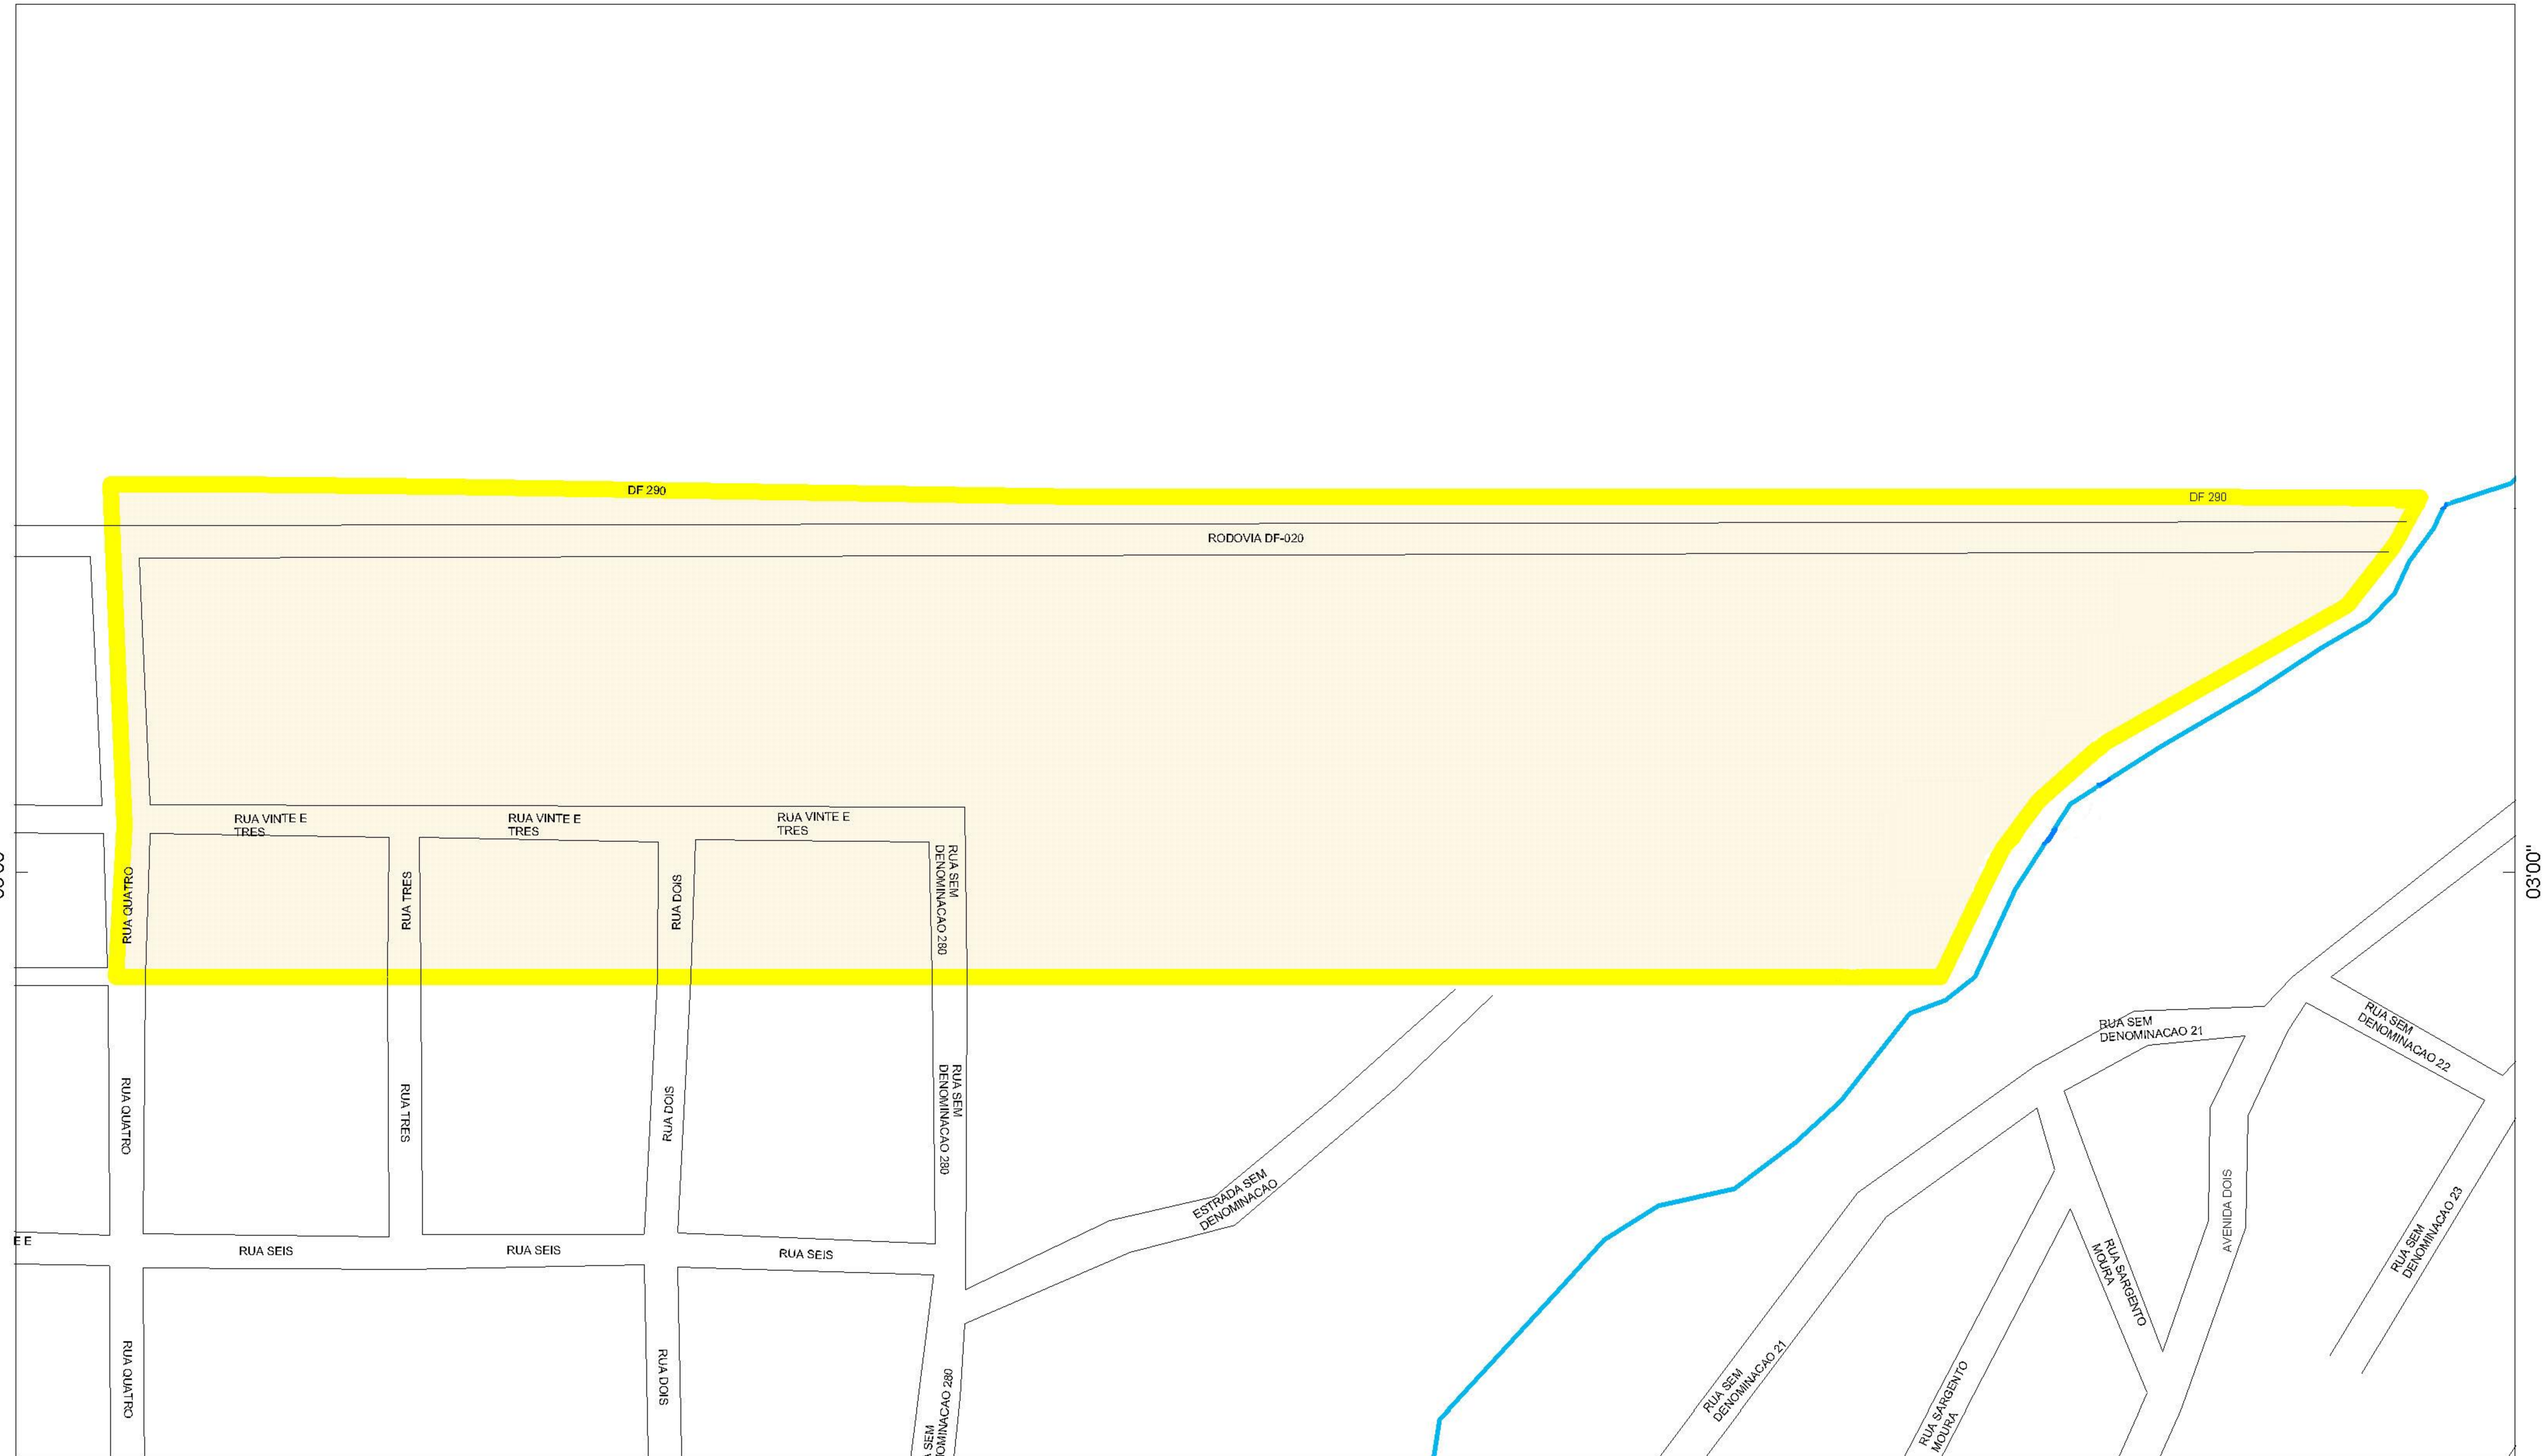 DF 290
DF 290
RODOVIA DF-020
RUA VINTE E
TRES
RUA VINTE E
TRES
RUA VINTE E
TRES
RUA QUATRO
RUA TRES
RUA DOIS
RUA SEM
DENOMINACAO 280
03'00"
RUA SEM
DENOMINACAO 21
RUA SEM
DENOMINACAO 22
RUA QUATRO
RUA TRES
RUA DOIS
RUA SEM
DENOMINACAO 280
ESTRADA SEM
DENOMINACAO
AVENIDA DOIS
RUA SEM
DENOMINACAO 23
E E
RUA SEIS
RUA SEIS
RUA SEIS
RUA SARGENTO
MOURA
RUA QUATRO
RUA DOIS
SEM
OMINACAO 280
RUA SEM
DENOMINACAO 21
RUA SARGENTO
MOURA